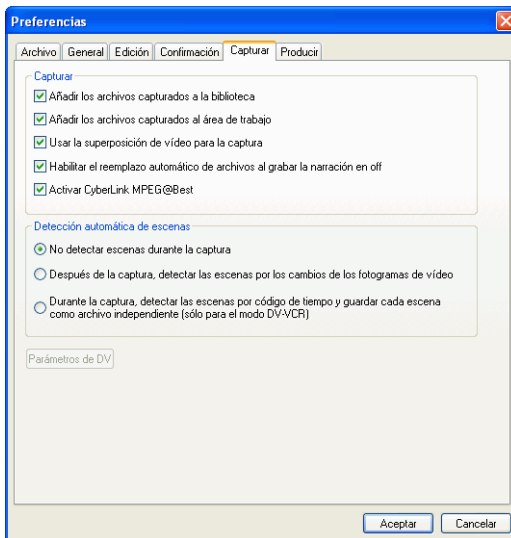 Preferencias
Archivo General Edición Confirmación Capturar Producir
Capturar
Añadir los archivos capturados a la biblioteca
Añadir los archivos capturados al área de trabajo
Usar la superposición de vídeo para la captura
Habilitar el reemplazo automático de archivos al grabar la narración en off
Activar CyberLink MPEG@Best
Detección automática de escenas
No detectar escenas durante la captura
Después de la captura, detectar las escenas por los cambios de los fotogramas de vídeo
Durante la captura, detectar las escenas por código de tiempo y guardar cada escena
como archivo independiente (sólo para el modo DV-VCR)
Parámetros de DV
Aceptar Cancelar